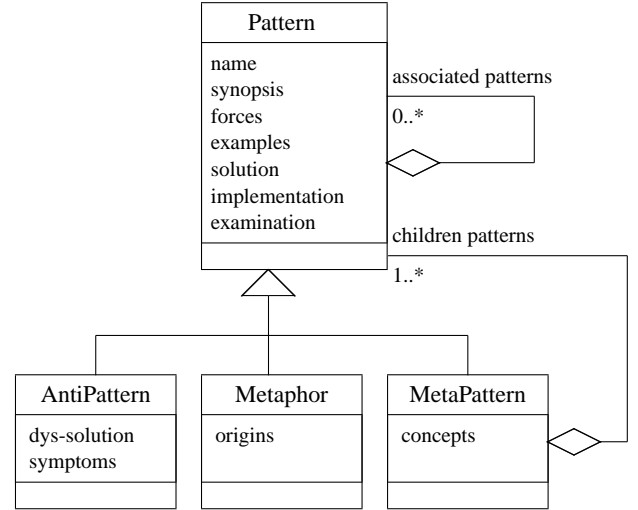 Pattern
name
synopsis
forces
examples
solution
implementation
examination
associated patterns
0..*
children patterns
1..*
AntiPattern
dys-solution
symptoms
Metaphor
origins
MetaPattern
concepts